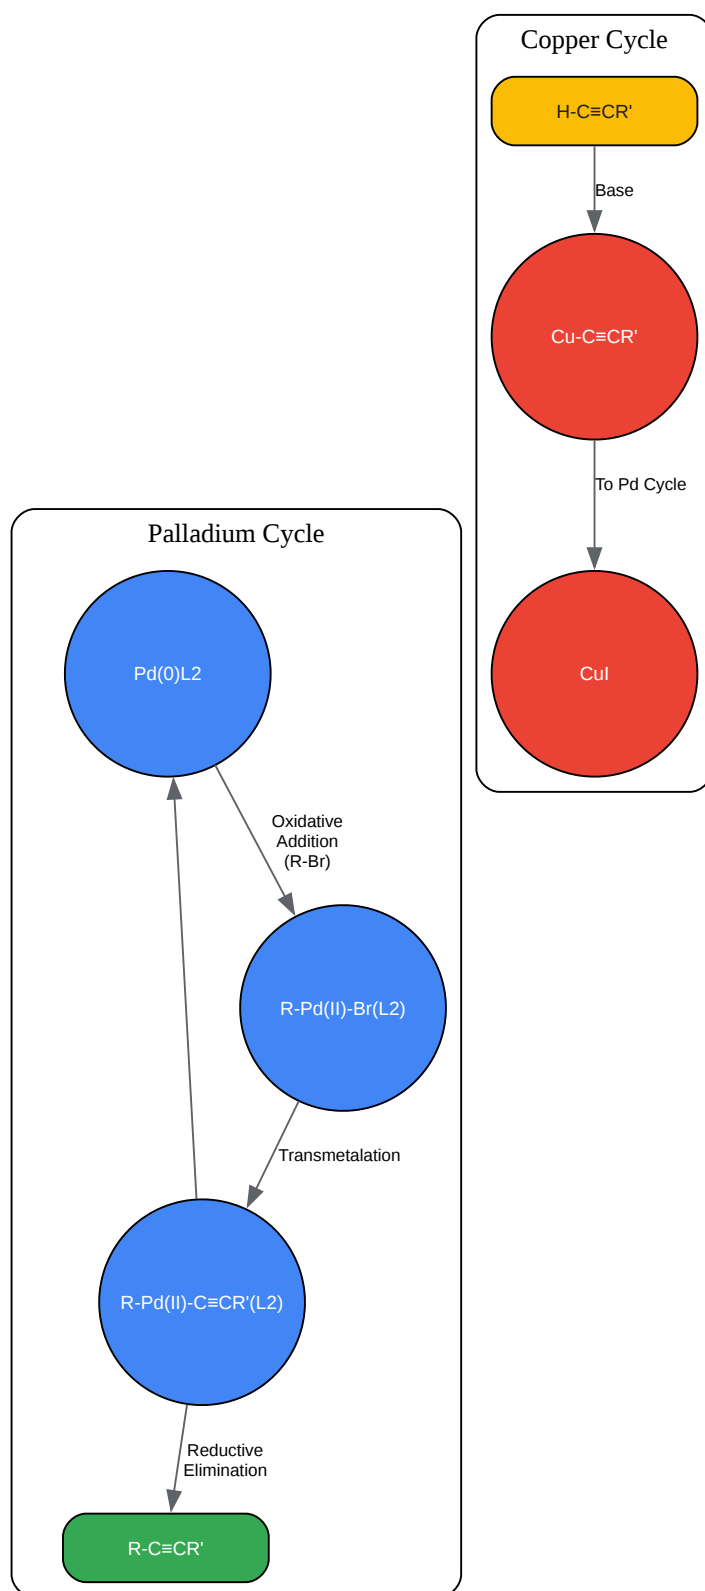 Copper Cycle
H-C≡CR'
Base
Cu-C≡CR'
To Pd Cycle
CuI
Palladium Cycle
Pd(0)L2
Oxidative
Addition
(R-Br)
R-Pd(II)-Br(L2)
Transmetalation
R-Pd(II)-C≡CR'(L2)
Reductive
Elimination
R-C≡CR'